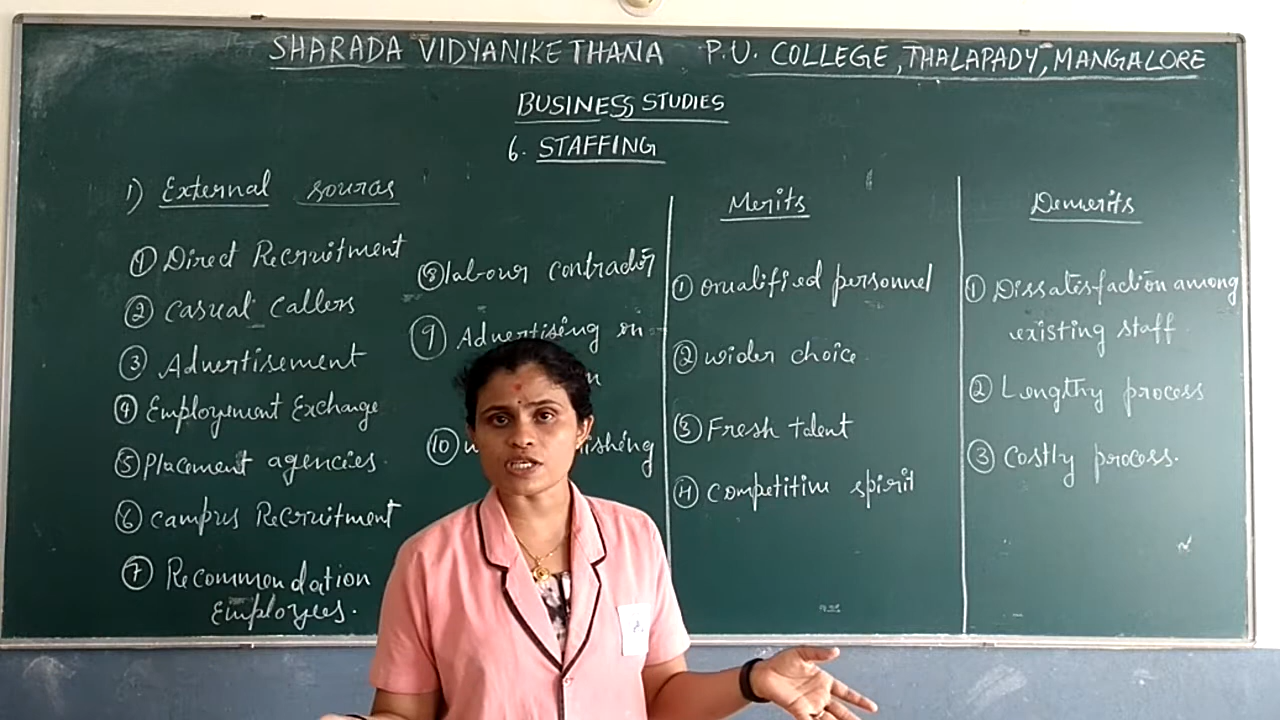 SHARADA VIDYANIKETHANA P.U. COLLEGE, THALAPADY, MANGALORE
BUSINESS STUDIES
6. STAFFING
1) External sources
① Direct Recruitment
② Casual callers
③ Advertisement
④ Employement Exchange
⑤ Placement agencies.
⑥ campus Recruitment
⑦ Recommendation
Employees.
⑧ labour contractor
⑨ Advertising on
⑩
Merits
① Qualified personnel
② wider choice.
③ Fresh talent
④ competitive spirit
Demerits
① Dissatisfaction among
existing staff
② Lengthy process
③ Costly process.